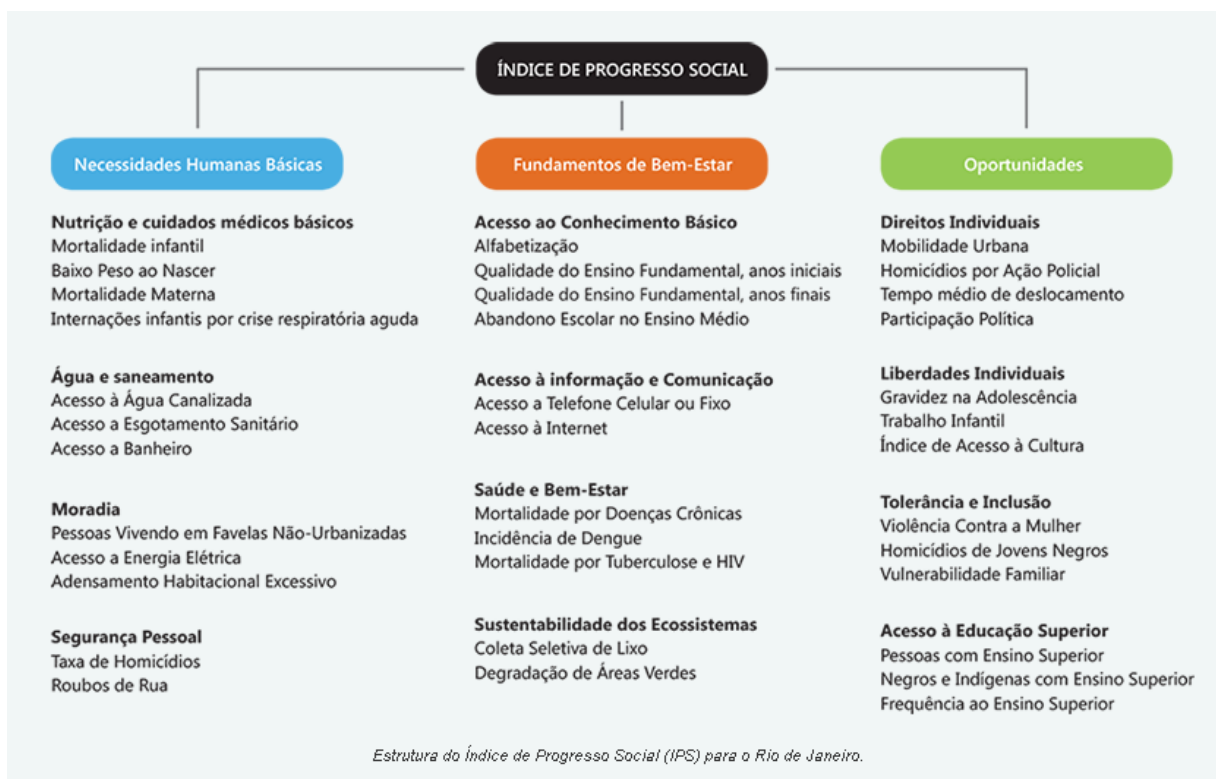 ÍNDICE DE PROGRESSO SOCIAL
Necessidades Humanas Básicas
Nutrição e cuidados médicos básicos
Mortalidade infantil
Baixo Peso ao Nascer
Mortalidade Materna
Internações infantis por crise respiratória aguda
Água e saneamento
Acesso à Água Canalizada
Acesso a Esgotamento Sanitário
Acesso a Banheiro
Moradia
Pessoas Vivendo em Favelas Não-Urbanizadas
Acesso a Energia Elétrica
Adensamento Habitacional Excessivo
Segurança Pessoal
Taxa de Homicídios
Roubos de Rua
Fundamentos de Bem-Estar
Acesso ao Conhecimento Básico
Alfabetização
Qualidade do Ensino Fundamental, anos iniciais
Qualidade do Ensino Fundamental, anos finais
Abandono Escolar no Ensino Médio
Acesso à informação e Comunicação
Acesso a Telefone Celular ou Fixo
Acesso à Internet
Saúde e Bem-Estar
Mortalidade por Doenças Crônicas
Incidência de Dengue
Mortalidade por Tuberculose e HIV
Sustentabilidade dos Ecossistemas
Coleta Seletiva de Lixo
Degradação de Áreas Verdes
Oportunidades
Direitos Individuais
Mobilidade Urbana
Homicídios por Ação Policial
Tempo médio de deslocamento
Participação Política
Liberdades Individuais
Gravidez na Adolescência
Trabalho Infantil
Índice de Acesso à Cultura
Tolerância e Inclusão
Violência Contra a Mulher
Homicídios de Jovens Negros
Vulnerabilidade Familiar
Acesso à Educação Superior
Pessoas com Ensino Superior
Negros e Indígenas com Ensino Superior
Frequência ao Ensino Superior
Estrutura do Índice de Progresso Social (IPS) para o Rio de Janeiro.